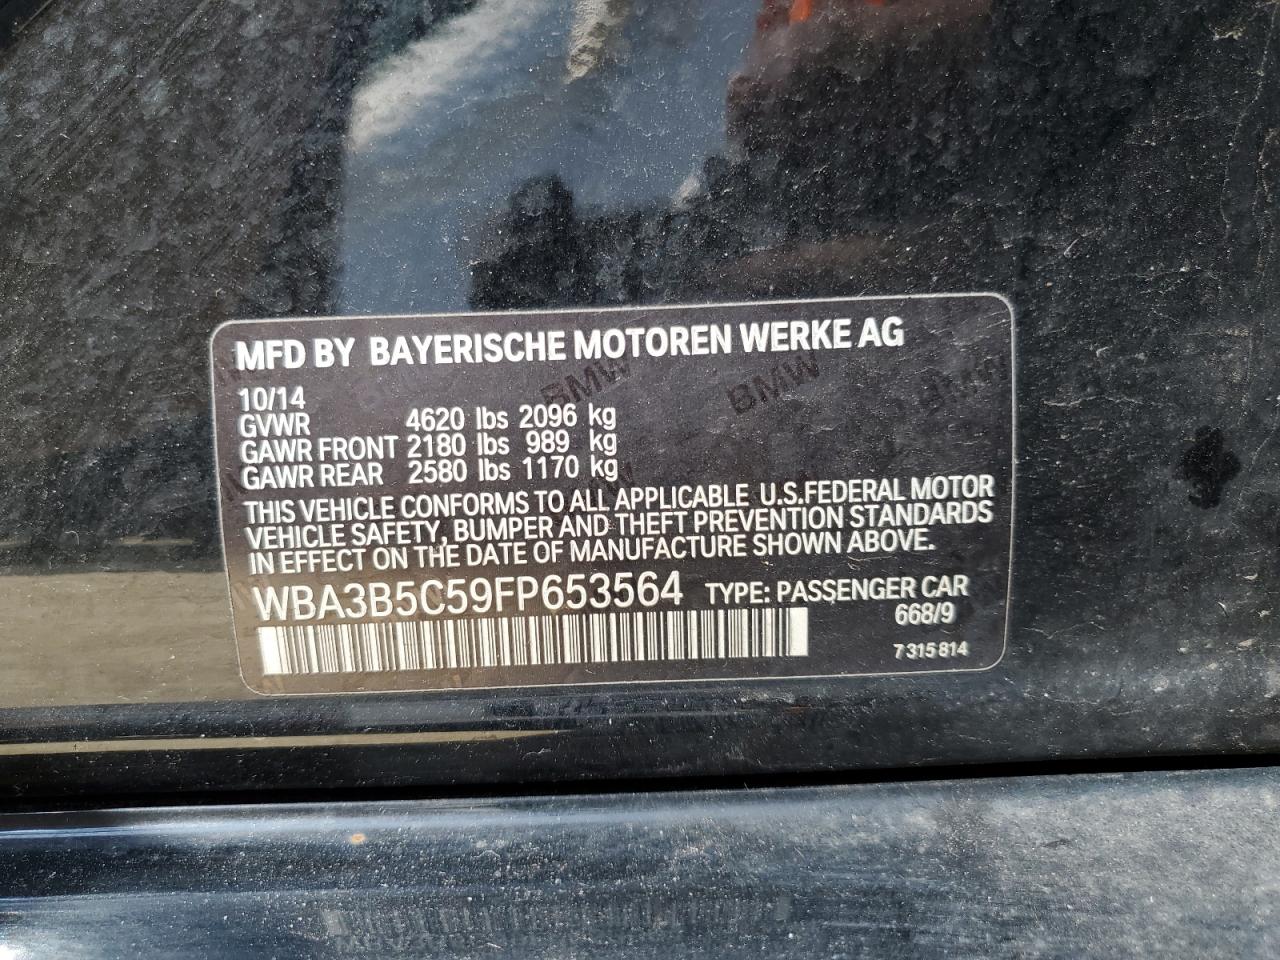 MFD BY BAYERISCHE MOTOREN WERKE AG
10/14
GVWR 4620 lbs 2096 kg
GAWR FRONT 2180 lbs 989 kg
GAWR REAR 2580 lbs 1170 kg
THIS VEHICLE CONFORMS TO ALL APPLICABLE U.S.FEDERAL MOTOR
VEHICLE SAFETY, BUMPER AND THEFT PREVENTION STANDARDS
IN EFFECT ON THE DATE OF MANUFACTURE SHOWN ABOVE.
WBA3B5C59FP653564 TYPE: PASSENGER CAR
668/9
7 315 814
BMW BMW